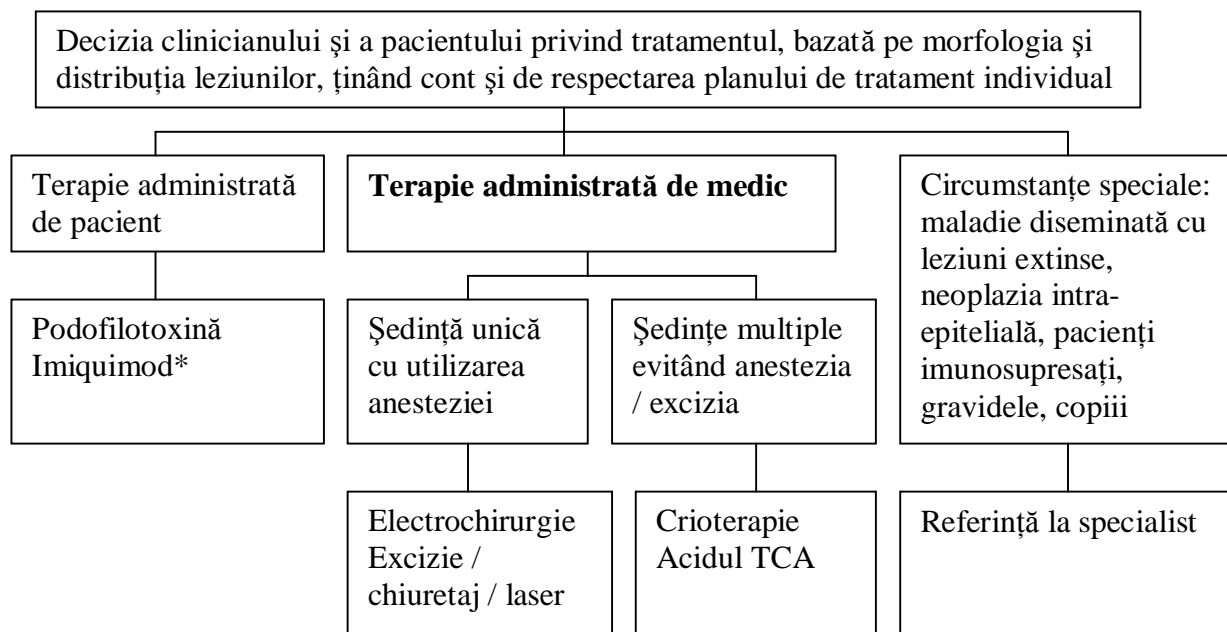 Decizia clinicianului şi a pacientului privind tratamentul, bazată pe morfologia şi
distribuția leziunilor, ținând cont şi de respectarea planului de tratament individual
Terapie administrată
de pacient
Terapie administrată de medic
Circumstanțe speciale:
maladie diseminată cu
leziuni extinse,
neoplazia intra-
epitelială, pacienți
imunosupresați,
gravidele, copiii
Podofilotoxină
Imiquimod*
Şedință unică
cu utilizarea
anesteziei
Şedințe multiple
evitând anestezia
/ excizia
Electrochirurgie
Excizie /
chiuretaj / laser
Crioterapie
Acidul TCA
Referință la specialist